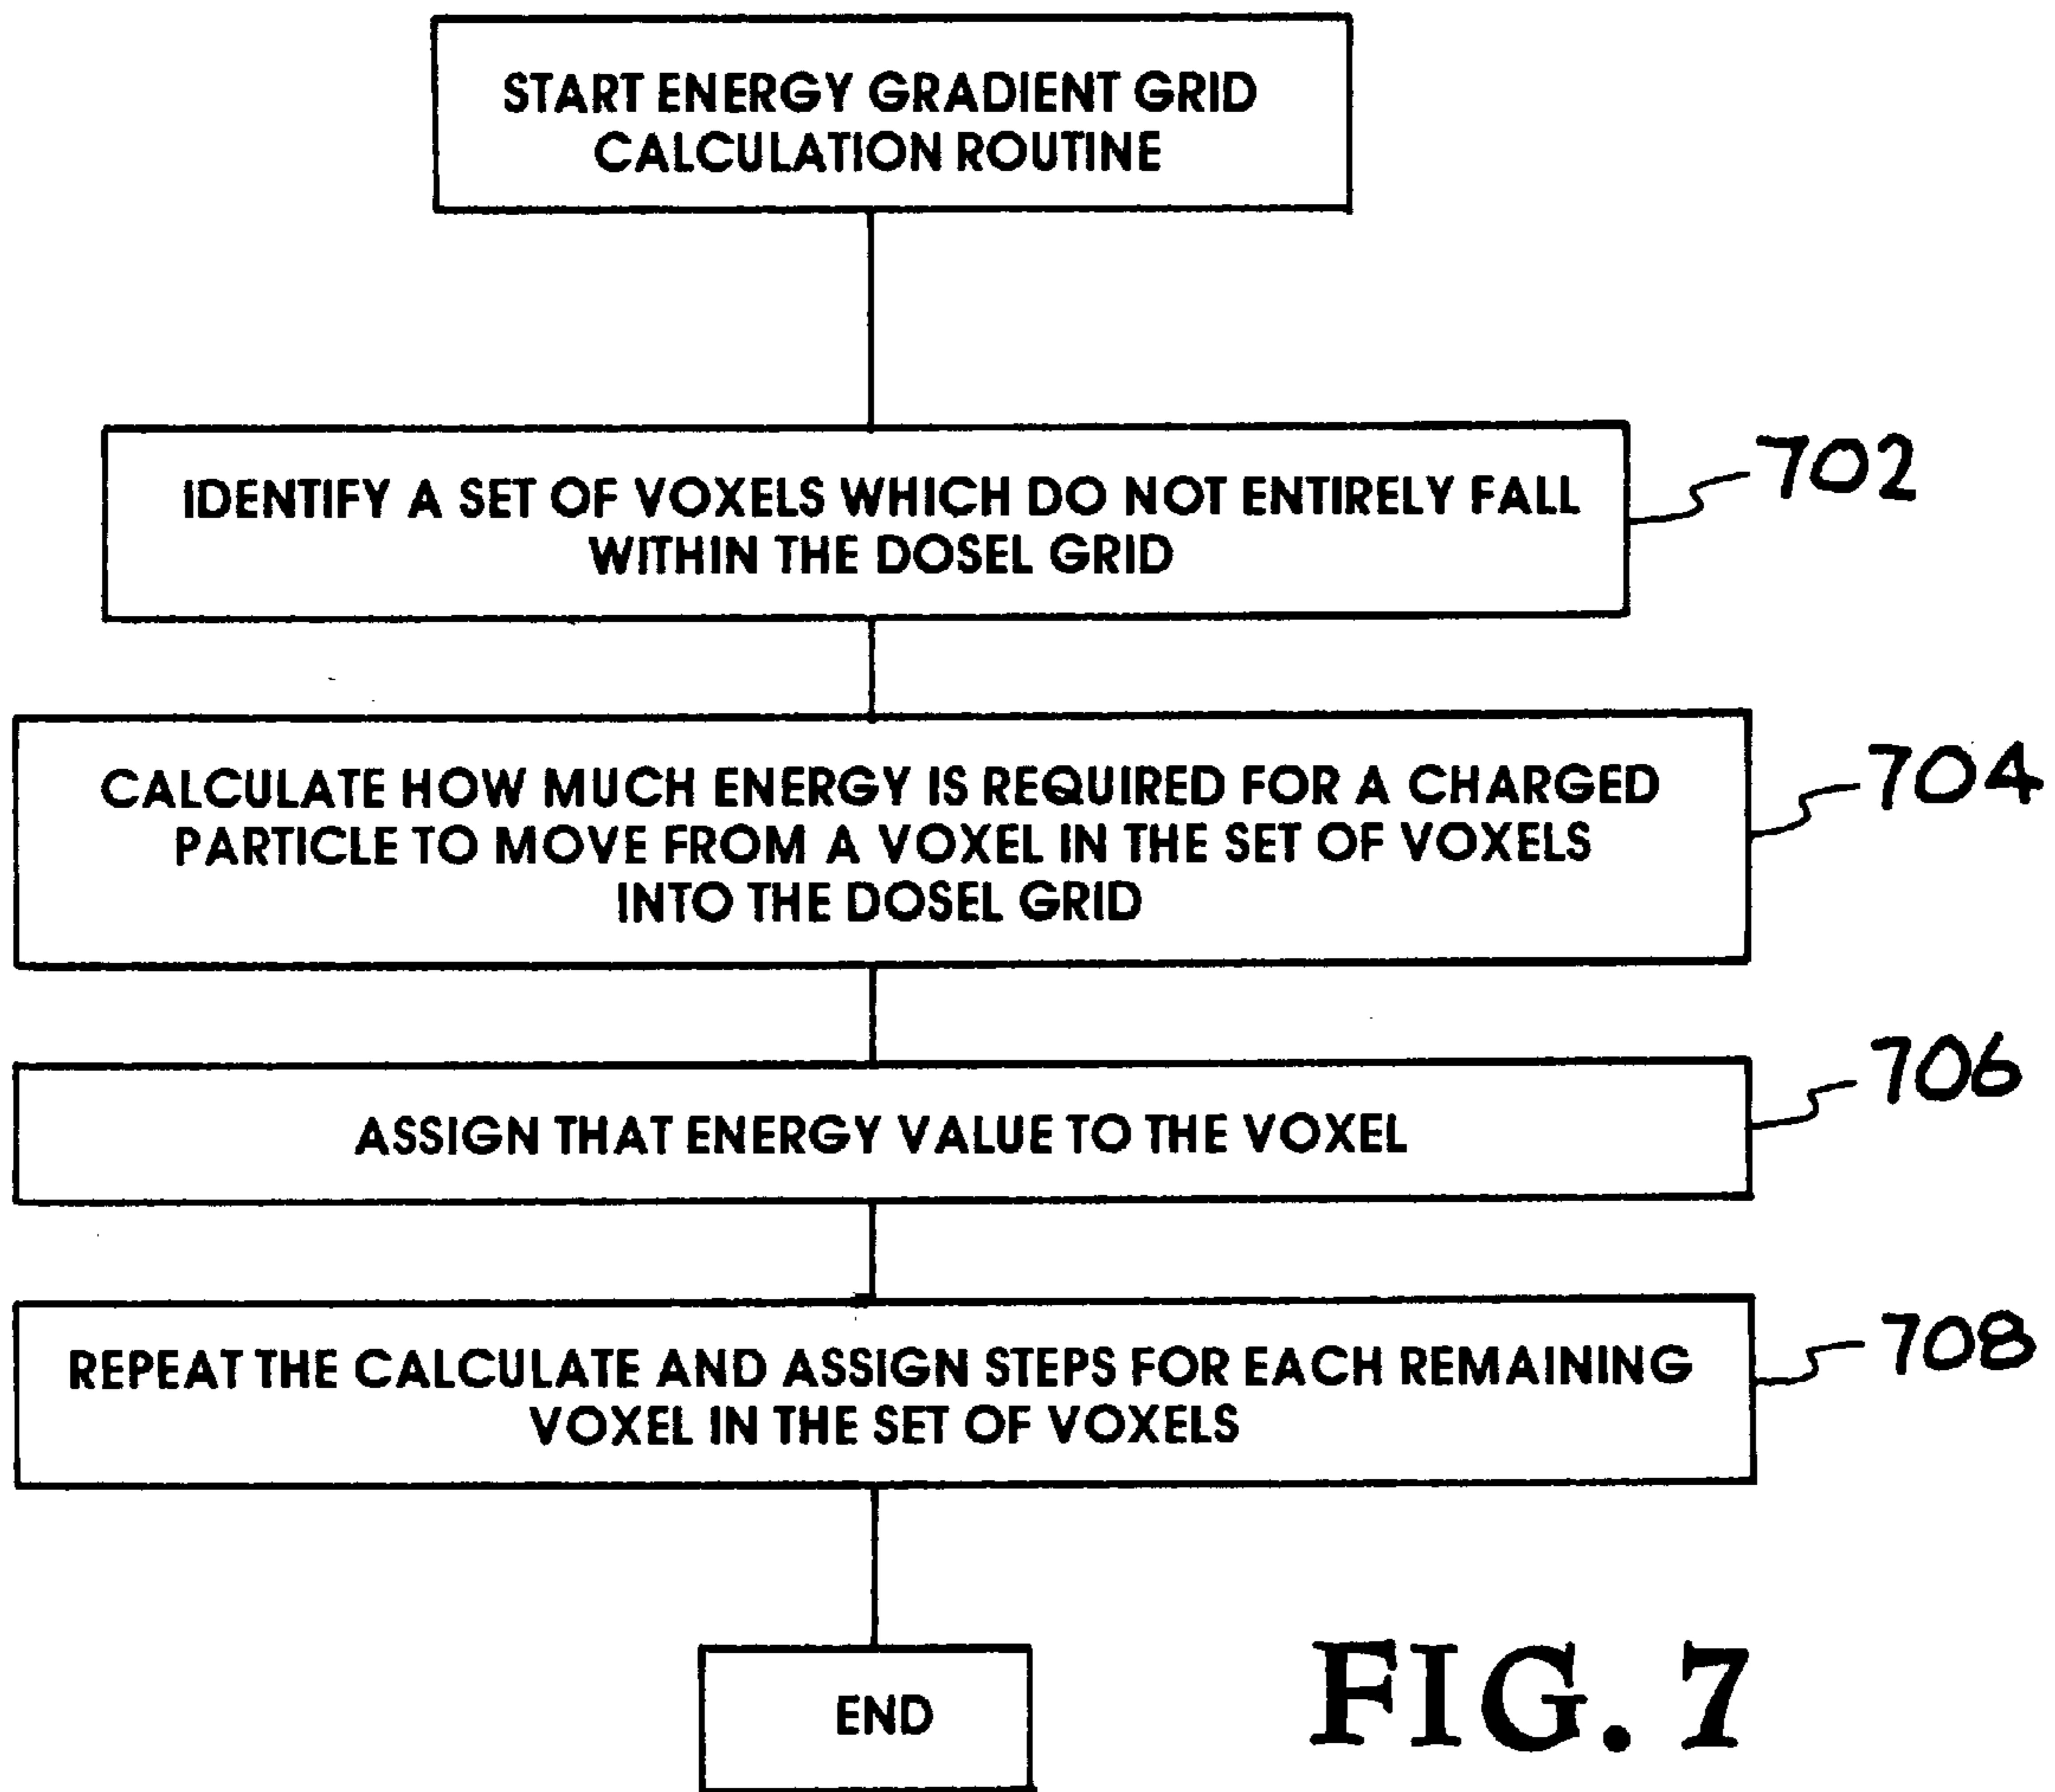 START ENERGY GRADIENT GRID
CALCULATION ROUTINE
IDENTIFY A SET OF VOXELS WHICH DO NOT ENTIRELY FALL
WITHIN THE DOSEL GRID
702
CALCULATE HOW MUCH ENERGY IS REQUIRED FOR A CHARGED
PARTICLE TO MOVE FROM A VOXEL IN THE SET OF VOXELS
INTO THE DOSEL GRID
704
ASSIGN THAT ENERGY VALUE TO THE VOXEL
706
REPEAT THE CALCULATE AND ASSIGN STEPS FOR EACH REMAINING
VOXEL IN THE SET OF VOXELS
708
END
FIG. 7